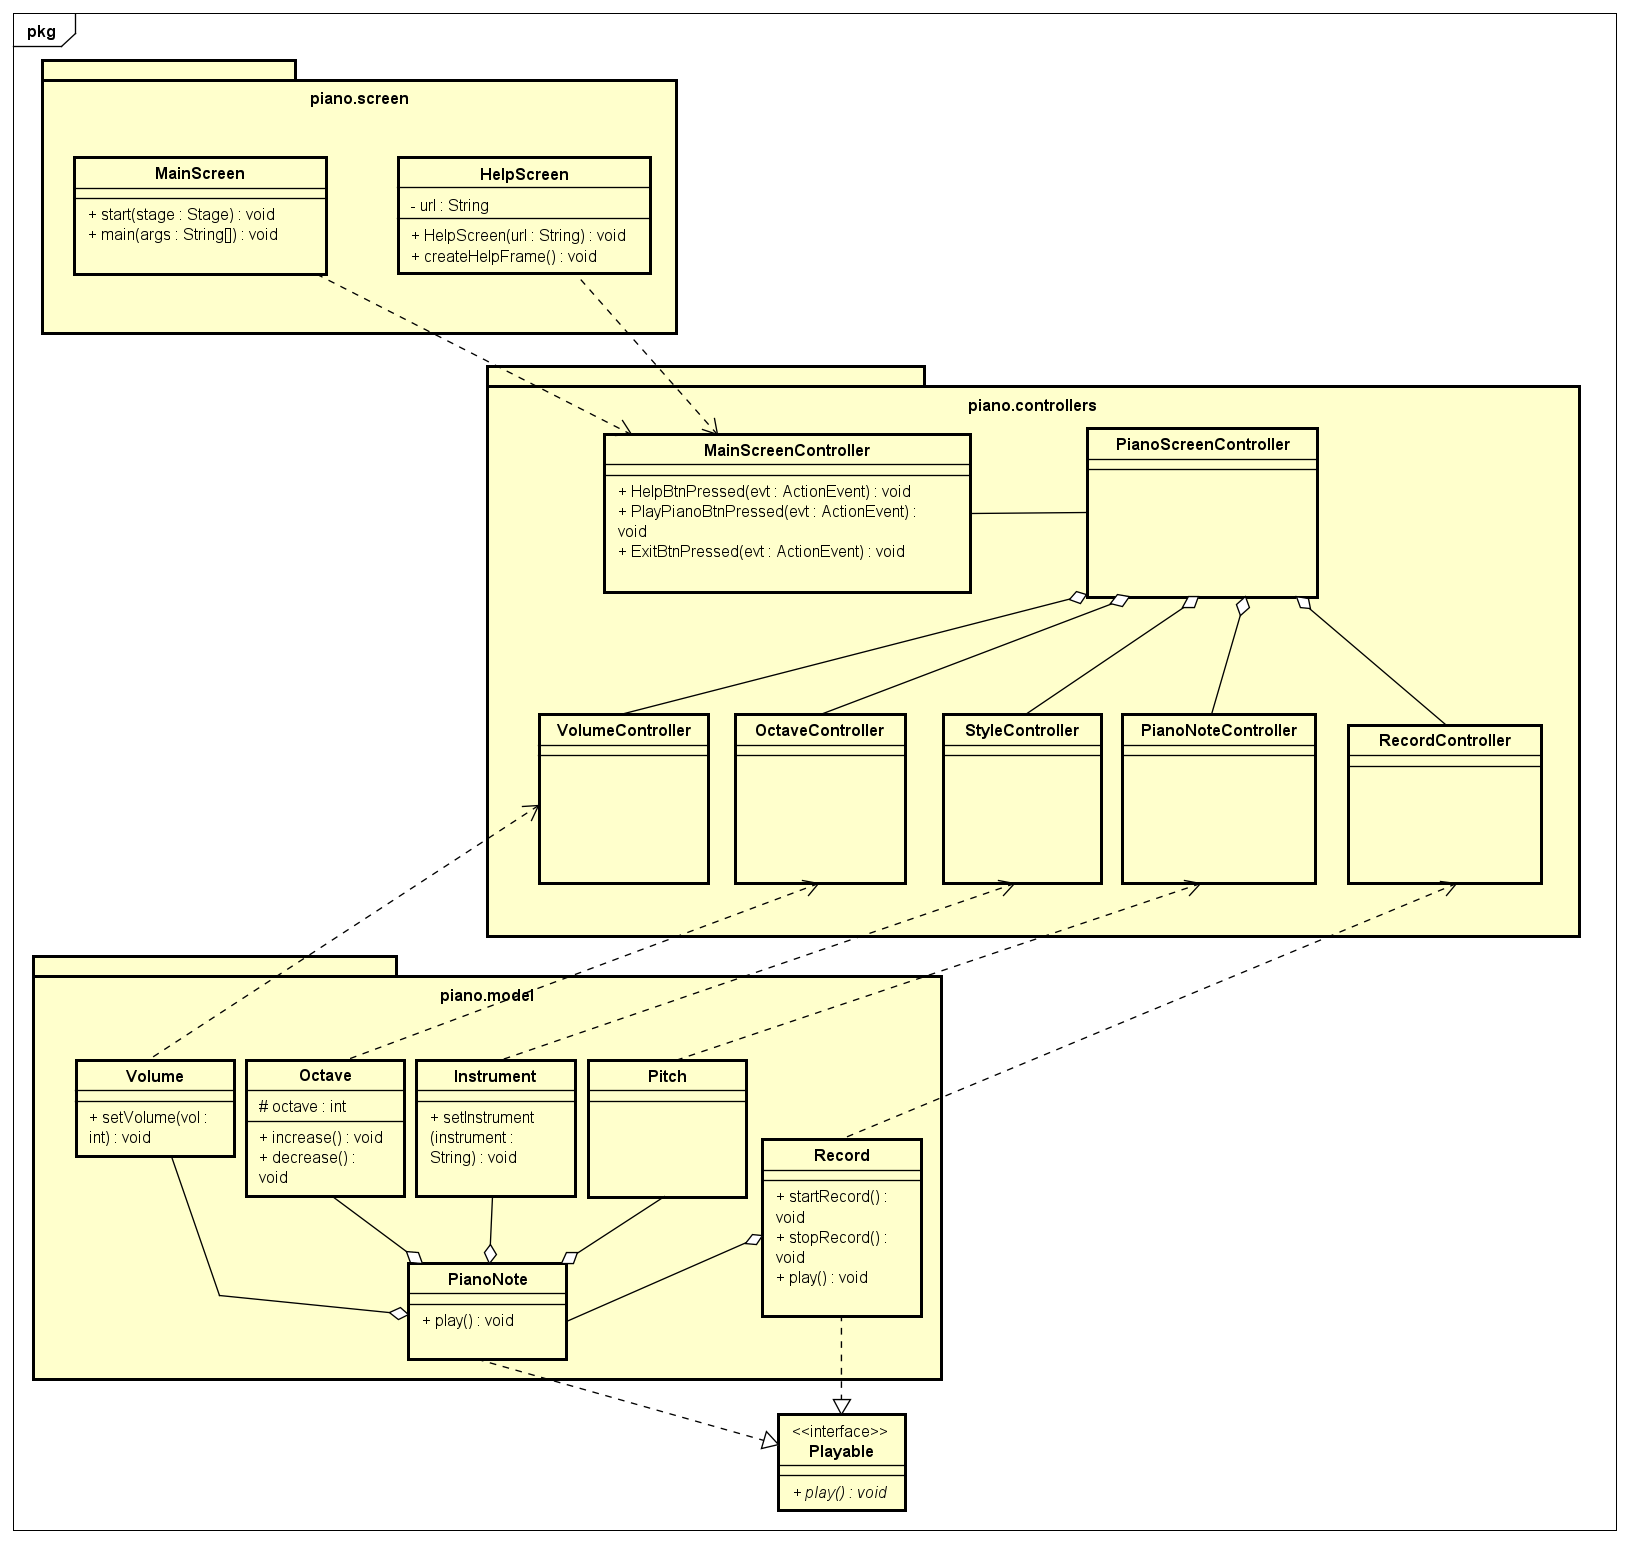 pkg
piano.screen
MainScreen
+ start(stage : Stage) : void
+ main(args : String[]) : void
HelpScreen
- url : String
+ HelpScreen(url : String) : void
+ createHelpFrame() : void
piano.controllers
MainScreenController
+ HelpBtnPressed(evt : ActionEvent) : void
+ PlayPianoBtnPressed(evt : ActionEvent) :
void
+ ExitBtnPressed(evt : ActionEvent) : void
PianoScreenController
VolumeController
OctaveController
StyleController
PianoNoteController
RecordController
piano.model
Volume
+ setVolume(vol :
int) : void
Octave
# octave : int
+ increase() : void
+ decrease() :
void
Instrument
+ setInstrument
(instrument :
String) : void
Pitch
Record
+ startRecord() :
void
+ stopRecord() :
void
+ play() : void
PianoNote
+ play() : void
<<interface>>
Playable
+ play() : void